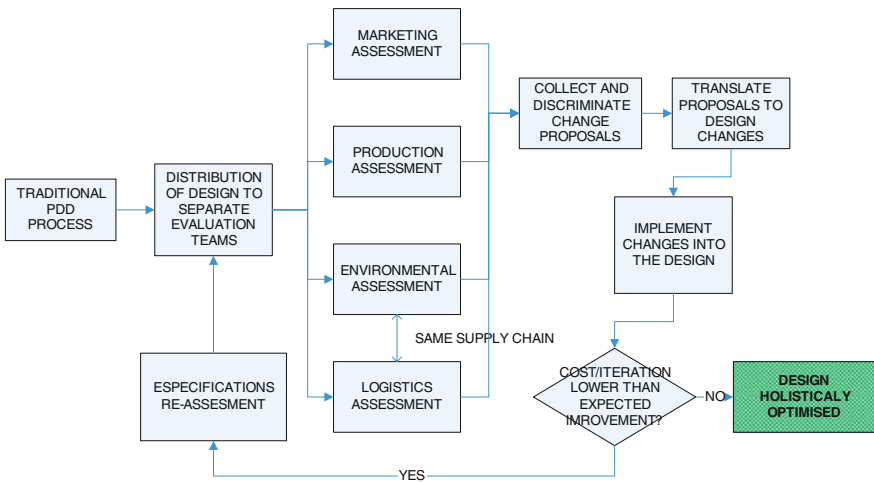 TRADITIONAL
PDD
PROCESS
DISTRIBUTION
OF DESIGN TO
SEPARATE
EVALUATION
TEAMS
MARKETING
ASSESSMENT
PRODUCTION
ASSESSMENT
ENVIRONMENTAL
ASSESSMENT
SAME SUPPLY CHAIN
LOGISTICS
ASSESSMENT
COLLECT AND
DISCRIMINATE
CHANGE
PROPOSALS
TRANSLATE
PROPOSALS TO
DESIGN
CHANGES
IMPLEMENT
CHANGES INTO
THE DESIGN
COST/ITERATION
LOWER THAN
EXPECTED
IMROVEMENT?
NO
DESIGN
HOLISTICALY
OPTIMISED
YES
ESPECIFICATIONS
RE-ASSESMENT